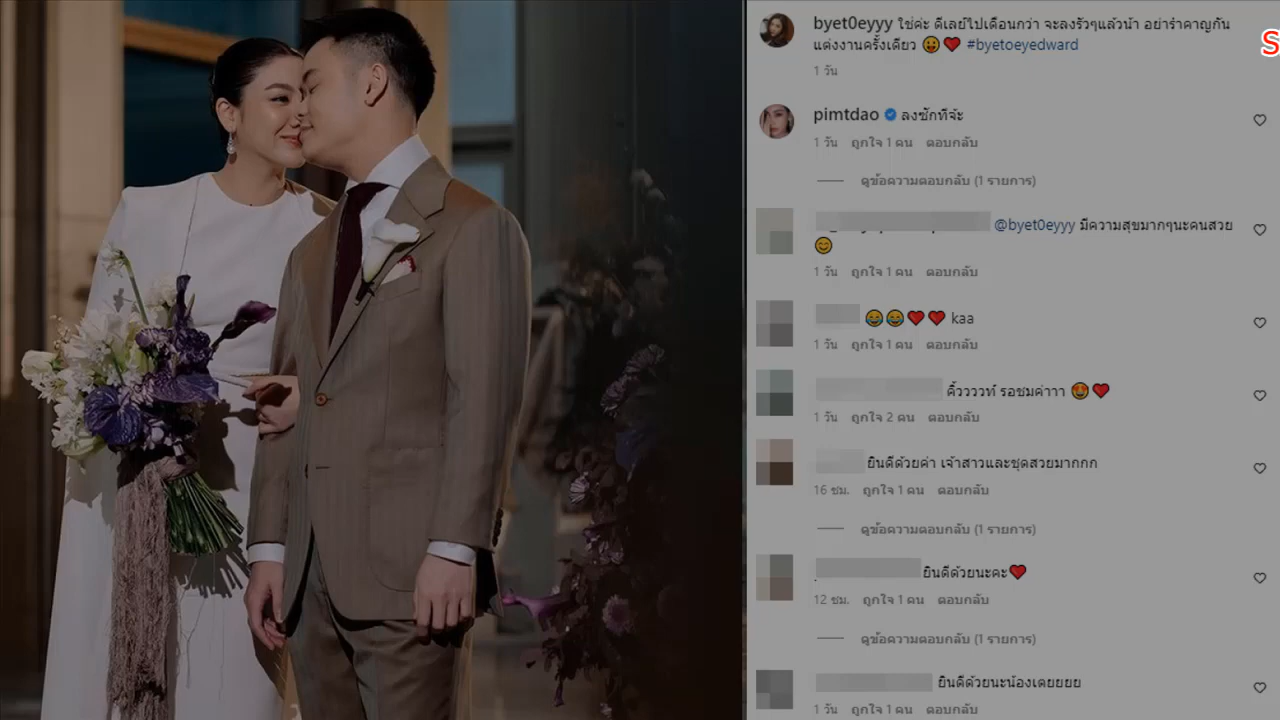 byet0eyyy ใช่ค่ะ ดีเลย์ไปเดือนกว่า จะลงรัวๆแล้วน้า อย่ารำคาญกัน
แต่งงานครั้งเดียว 😛❤️ #byetoeyedward
1 วัน
S
pimtdao ลงซักทีจ้ะ
1 วัน ถูกใจ 1 คน ตอบกลับ
ดูข้อความตอบกลับ (1 รายการ)
@byet0eyyy มีความสุขมากๆนะคนสวย
😊
1 วัน ถูกใจ 1 คน ตอบกลับ
😂😂❤️❤️ kaa
1 วัน ถูกใจ 1 คน ตอบกลับ
คิ้ววววท์ รอชมค่าาา 😍❤️
1 วัน ถูกใจ 2 คน ตอบกลับ
ยินดีด้วยค่า เจ้าสาวและชุดสวยมากกก
16 ชม. ถูกใจ 1 คน ตอบกลับ
ดูข้อความตอบกลับ (1 รายการ)
ยินดีด้วยนะคะ❤️
12 ชม. ถูกใจ 1 คน ตอบกลับ
ดูข้อความตอบกลับ (1 รายการ)
ยินดีด้วยนะน้องเตยยยย
1 วัน ถูกใจ 1 คน ตอบกลับ